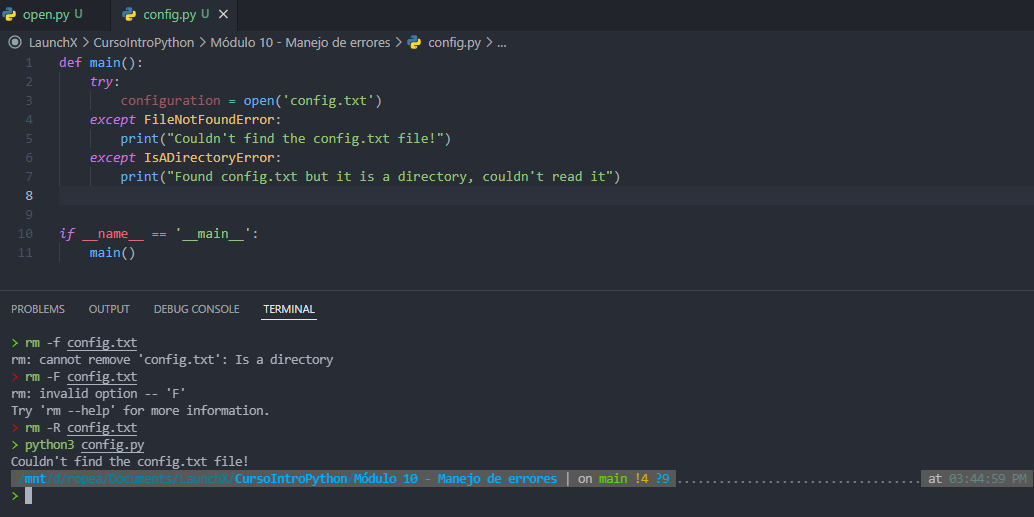 open.py U config.py U
LaunchX > CursoIntroPython > Módulo 10 - Manejo de errores > config.py > ...
1 def main():
2 try:
3 configuration = open('config.txt')
4 except FileNotFoundError:
5 print("Couldn't find the config.txt file!")
6 except IsADirectoryError:
7 print("Found config.txt but it is a directory, couldn't read it")
8
9
10 if __name__ == '__main__':
11 main()
PROBLEMS OUTPUT DEBUG CONSOLE TERMINAL
> rm -f config.txt
rm: cannot remove 'config.txt': Is a directory
> rm -F config.txt
rm: invalid option -- 'F'
Try 'rm --help' for more information.
> rm -R config.txt
> python3 config.py
Couldn't find the config.txt file!
/mnt/d/ropea/Documents/LaunchX/CursoIntroPython/Módulo 10 - Manejo de errores | on main !4 ?9 at 03:44:59 PM
>